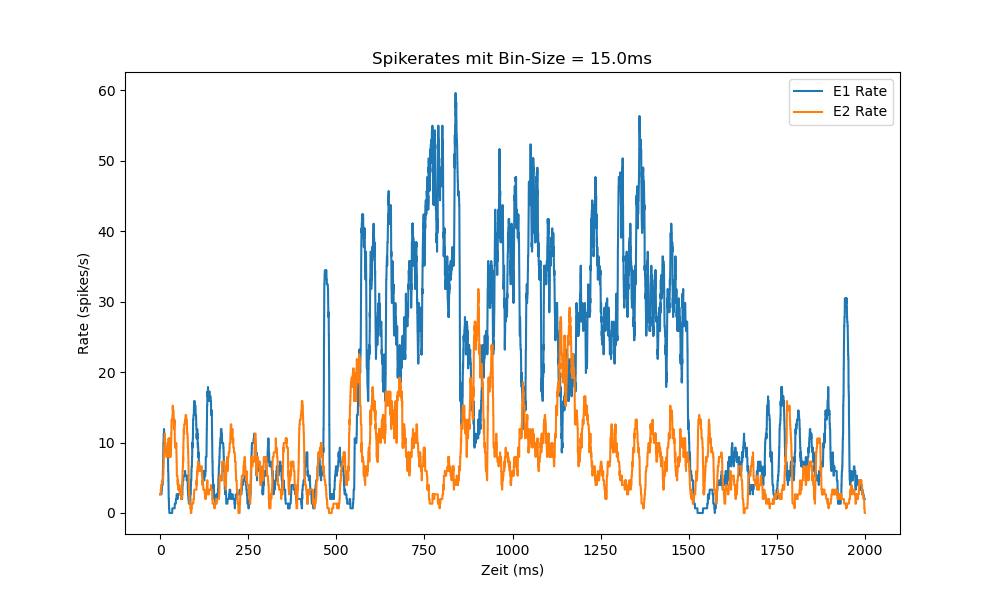 Spikerates mit Bin-Size = 15.0ms
E1 Rate
E2 Rate
60
50
40
30
20
10
0
Rate (spikes/s)
0 250 500 750 1000 1250 1500 1750 2000
Zeit (ms)